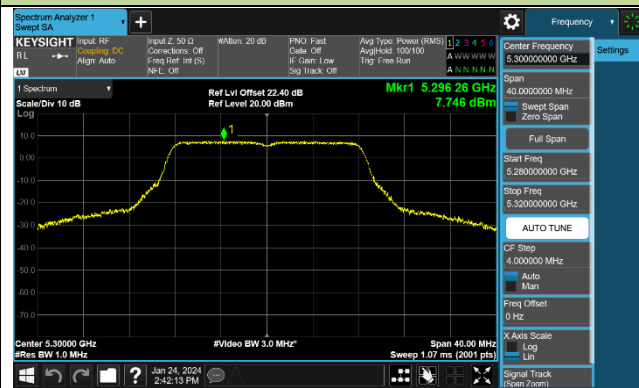 Spectrum Analyzer 1
Swept SA
Frequency
KEYSIGHT
Input: RF
Coupling: DC
Align: Auto
Input Z: 50 Ω
Corrections: Off
Freq Ref: Int (S)
NFE: Off
#Atten: 20 dB
PNO: Fast
Gate: Off
IF Gain: Low
Sig Track: Off
Avg Type: Power (RMS)
Avg|Hold: 100/100
Trig: Free Run
1 2 3 4 5 6
A W W W W W
A N N N N N
RL
LXI
1 Spectrum
Scale/Div 10 dB
Log
Ref Lvl Offset 22.40 dB
Ref Level 20.00 dBm
Mkr1 5.296 26 GHz
7.746 dBm
1
10.0
0.00
-10.0
-20.0
-30.0
-40.0
-50.0
-60.0
-70.0
Center 5.30000 GHz
#Res BW 1.0 MHz
#Video BW 3.0 MHz*
Span 40.00 MHz
Sweep 1.07 ms (2001 pts)
Jan 24, 2024
2:42:13 PM
Center Frequency
5.300000000 GHz
Span
40.0000000 MHz
Swept Span
Zero Span
Full Span
Start Freq
5.280000000 GHz
Stop Freq
5.320000000 GHz
AUTO TUNE
CF Step
4.000000 MHz
Auto
Man
Freq Offset
0 Hz
X Axis Scale
Log
Lin
Signal Track
(Span Zoom)
Settings